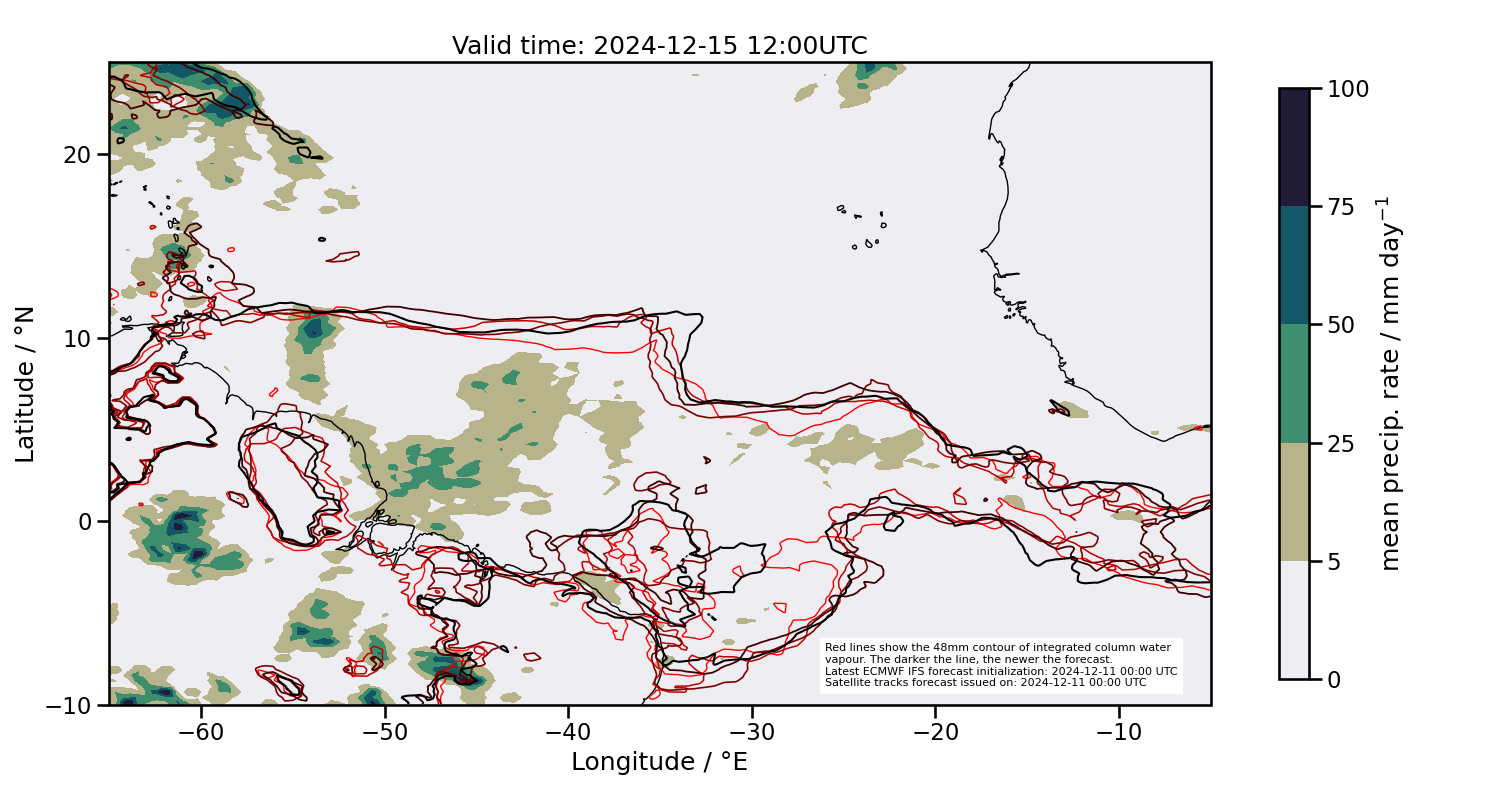 Valid time: 2024-12-15 12:00UTC
Latitude / °N
20
10
0
−10
−60
−50
−40
−30
−20
−10
Longitude / °E
Red lines show the 48mm contour of integrated column water
vapour. The darker the line, the newer the forecast.
Latest ECMWF IFS forecast initialization: 2024-12-11 00:00 UTC
Satellite tracks forecast issued on: 2024-12-11 00:00 UTC
100
75
50
25
5
0
mean precip. rate / mm day⁻¹